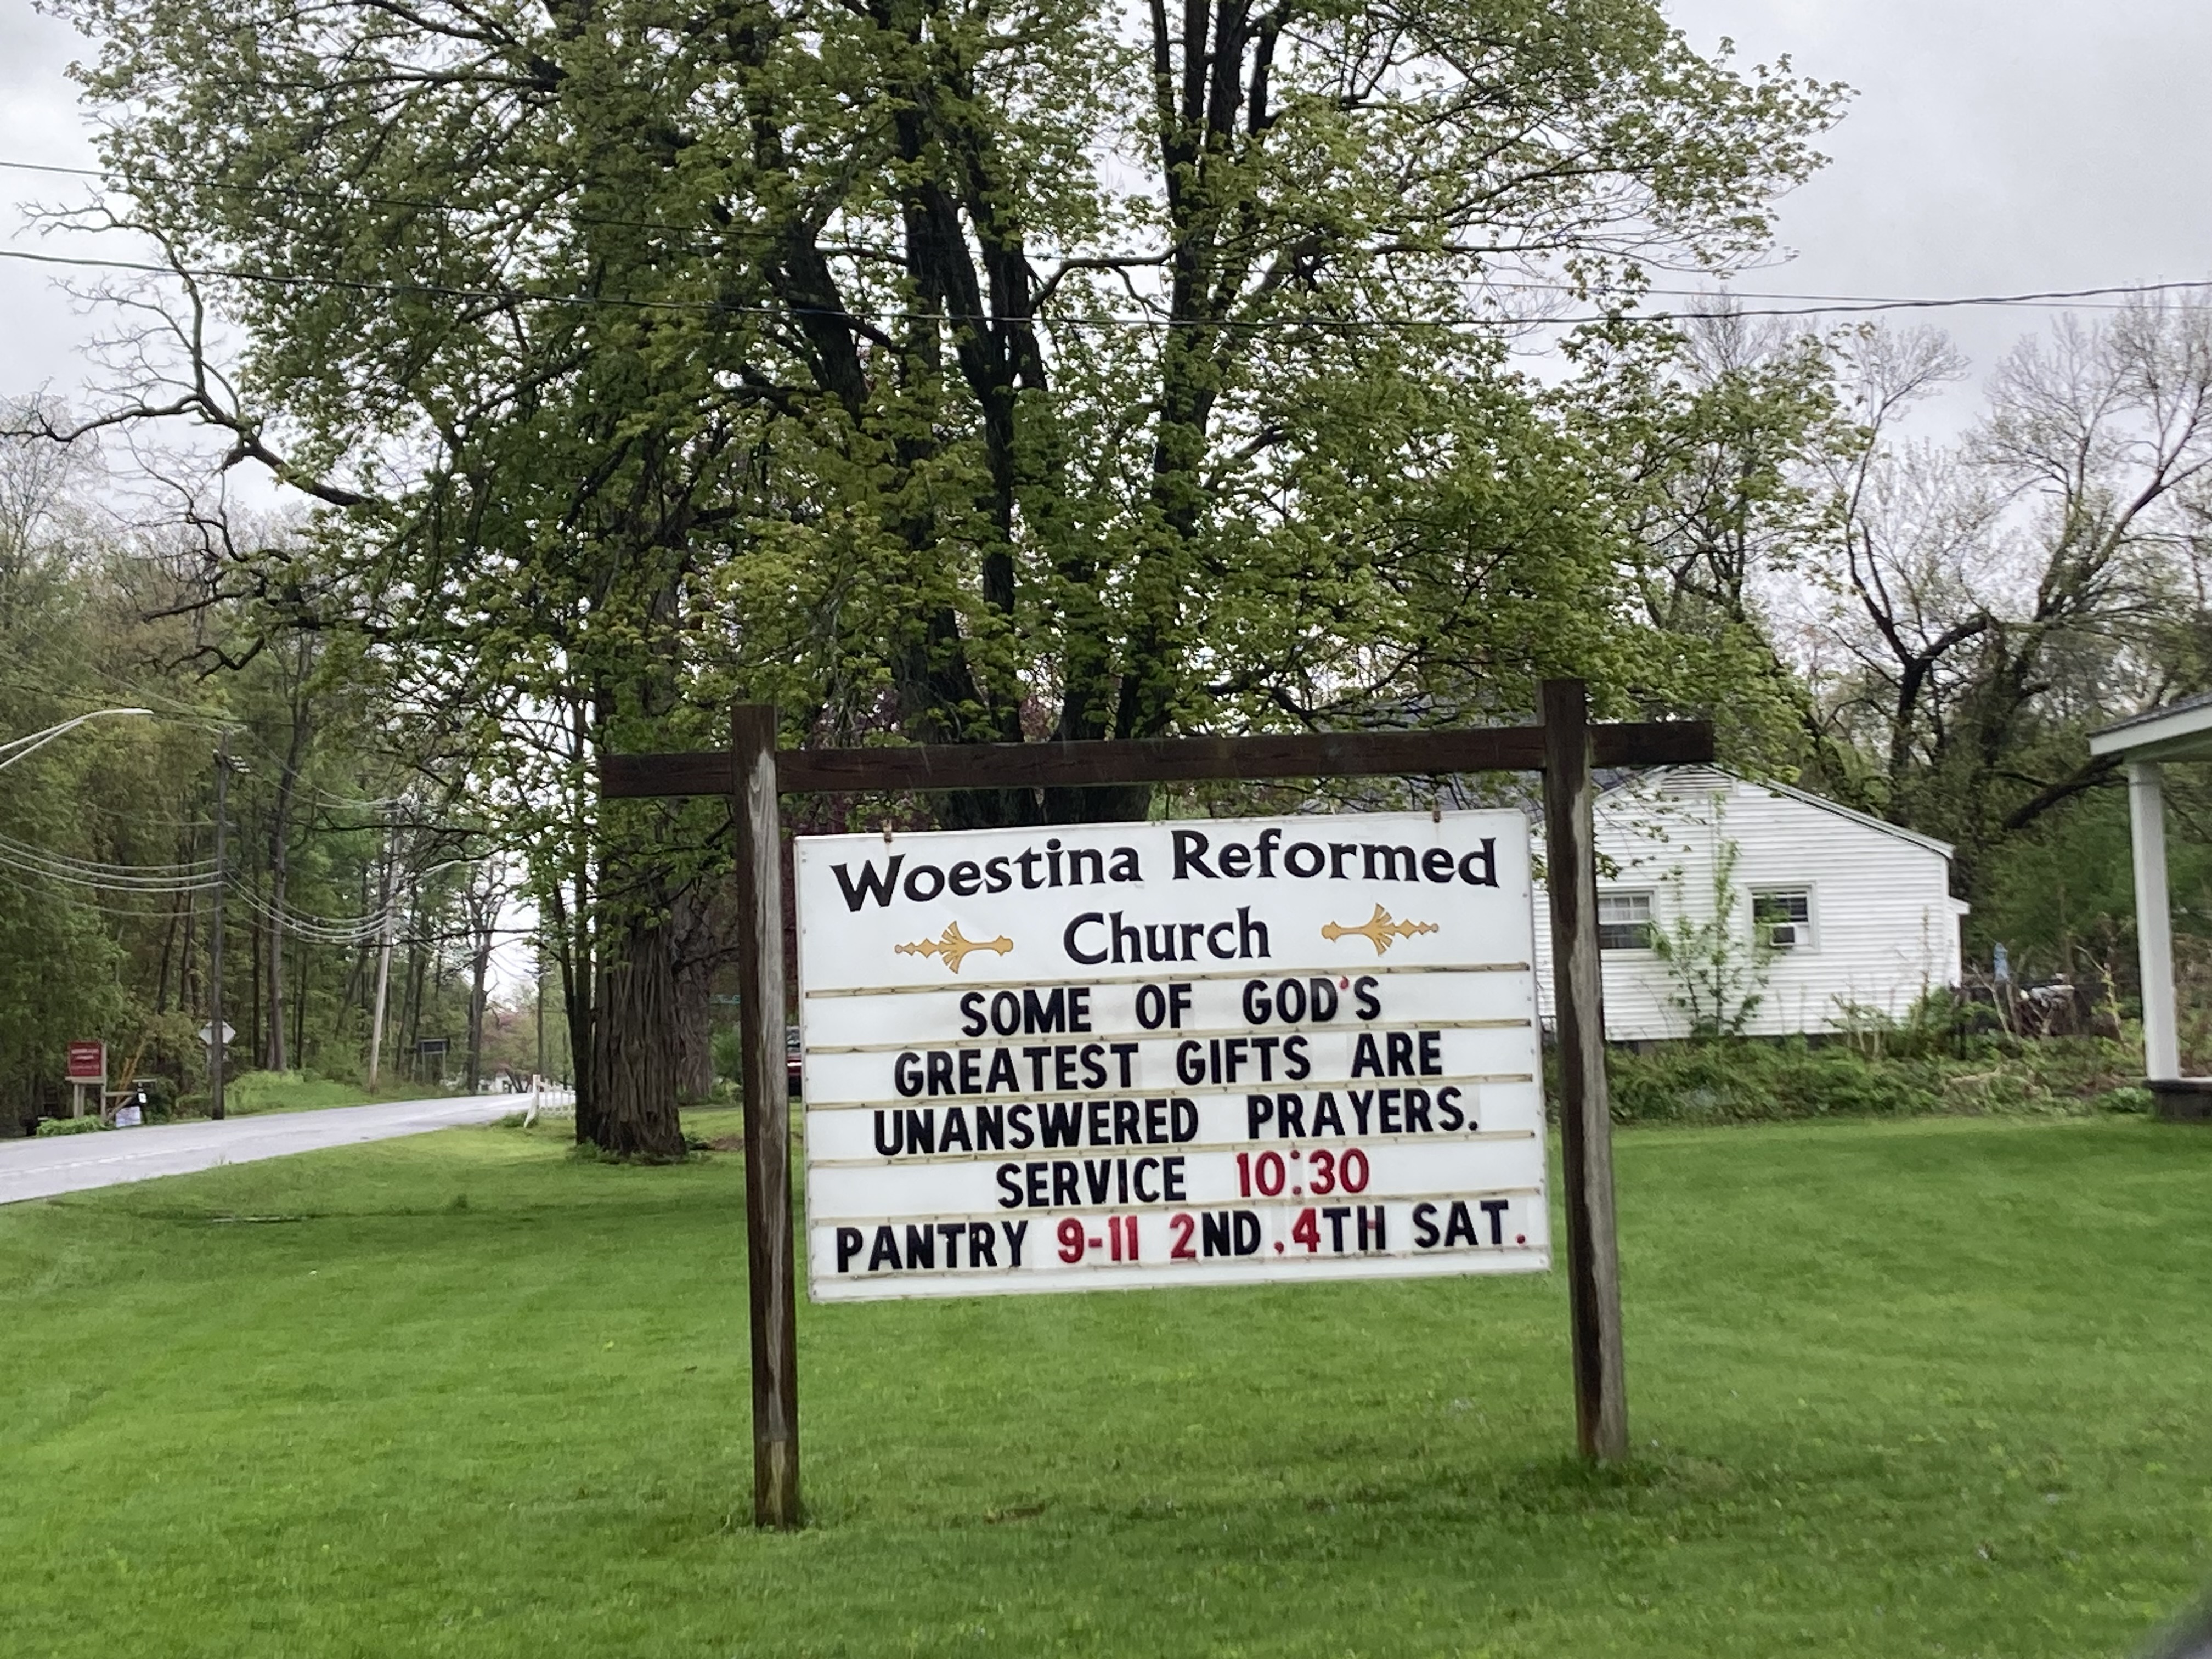 Woestina Reformed
Church
SOME OF GOD'S
GREATEST GIFTS ARE
UNANSWERED PRAYERS.
SERVICE 10:30
PANTRY 9-11 2ND.4TH SAT.